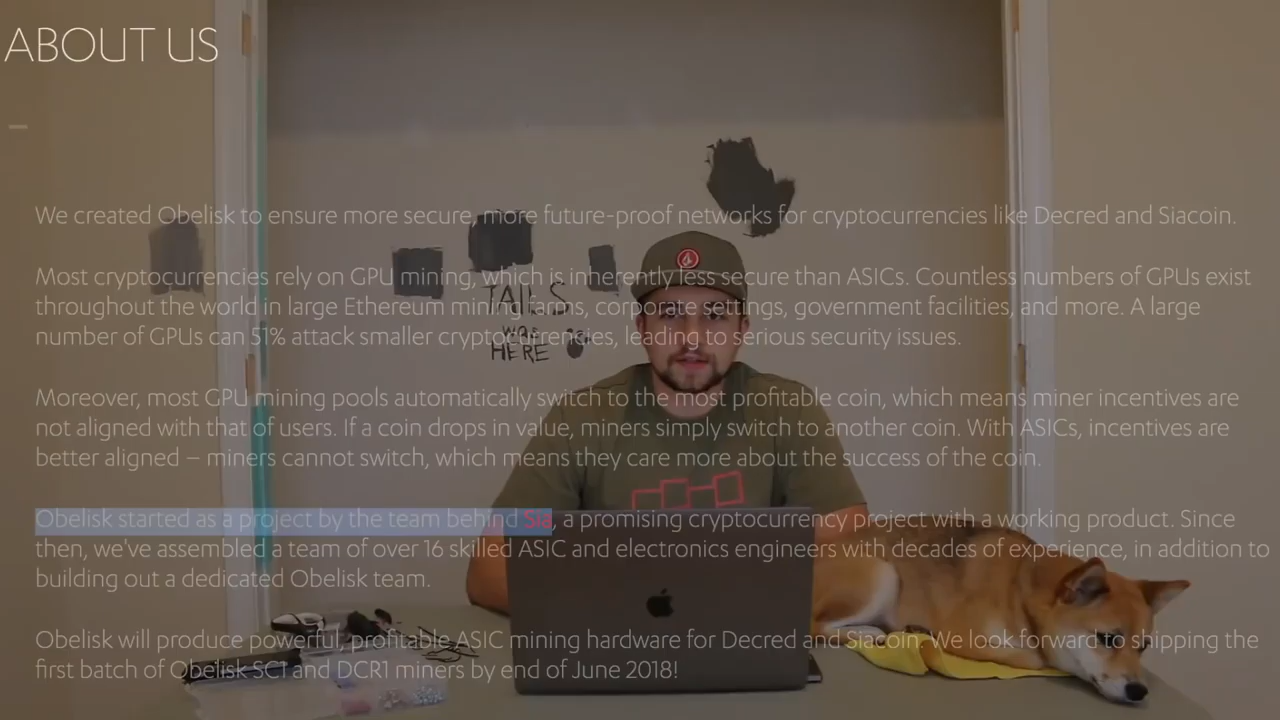 ABOUT US
We created Obelisk to ensure more secure, more future-proof networks for cryptocurrencies like Decred and Siacoin.
Most cryptocurrencies rely on GPU mining, which is inherently less secure than ASICs. Countless numbers of GPUs exist
throughout the world in large Ethereum mining farms, corporate buildings, government facilities, and more. A large
number of GPUs can 51% attack smaller cryptocurrencies, leading to serious security issues.
TALES
WAS
HERE
Moreover, most GPU mining pools automatically switch to the most profitable coin, which means miner incentives are
not aligned with that of users. If a coin drops in value, miners simply switch to another coin. With ASICs, incentives are
better aligned – miners cannot switch, which means they care more about the success of the coin.
Obelisk started as a project by the team behind Sia, a promising cryptocurrency project with a working product. Since
then, we've assembled a team of over 16 skilled ASIC and electronics engineers with decades of experience, in addition to
building out a dedicated Obelisk team.
Obelisk will produce powerful, profitable ASIC mining hardware for Decred and Siacoin. We look forward to shipping the
first batch of Obelisk SC1 and DCR1 miners by end of June 2018!